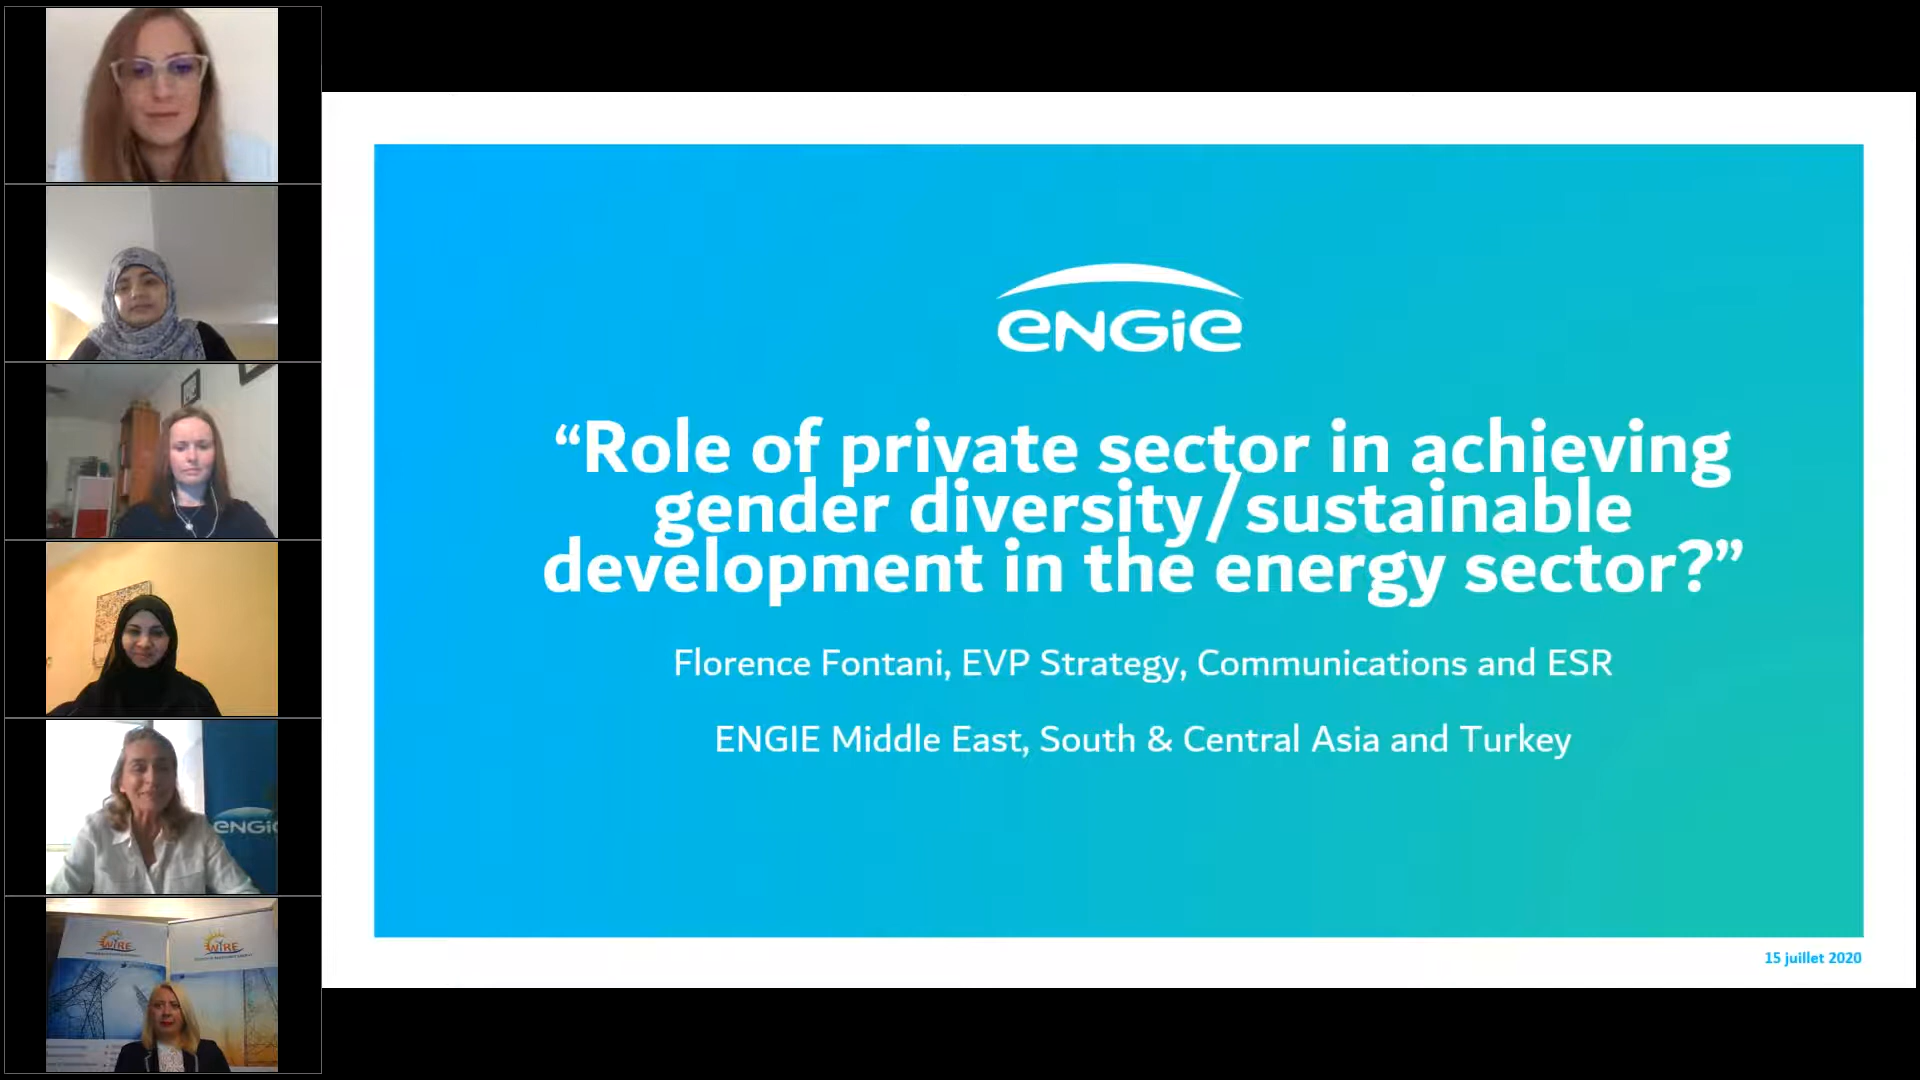 ENGIE
“Role of private sector in achieving
gender diversity/sustainable
development in the energy sector?”
Florence Fontani, EVP Strategy, Communications and ESR
ENGIE Middle East, South & Central Asia and Turkey
15 juillet 2020
ENGI
WiRE
WiRE